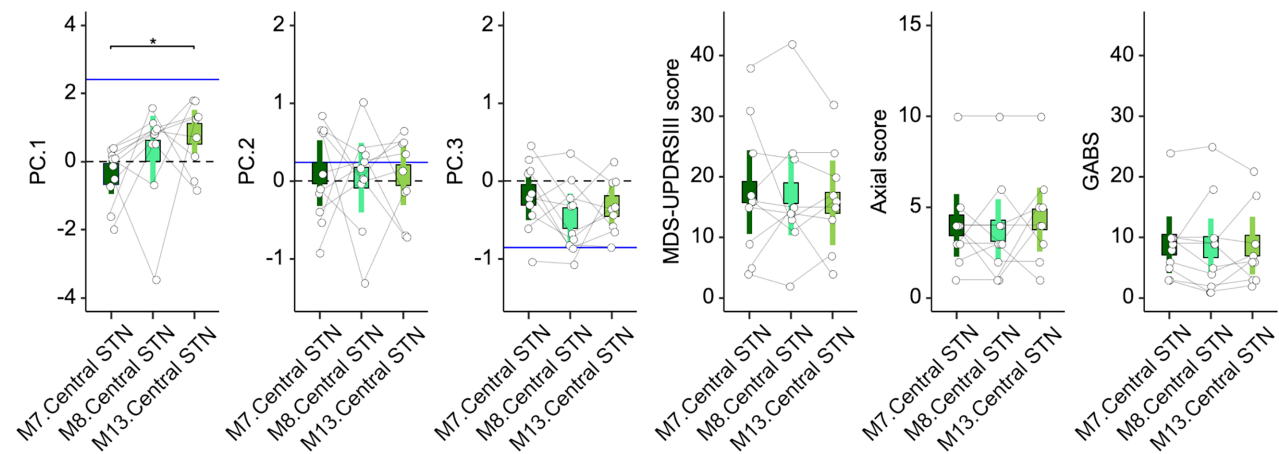 PC.1
4
2
0
-2
-4
*
M7.Central STN
M8.Central STN
M13.Central STN
PC.2
2
1
0
-1
M7.Central STN
M8.Central STN
M13.Central STN
PC.3
2
1
0
-1
M7.Central STN
M8.Central STN
M13.Central STN
MDS-UPDRSIII score
40
30
20
10
0
M7.Central STN
M8.Central STN
M13.Central STN
Axial score
15
10
5
0
M7.Central STN
M8.Central STN
M13.Central STN
GABS
40
30
20
10
0
M7.Central STN
M8.Central STN
M13.Central STN